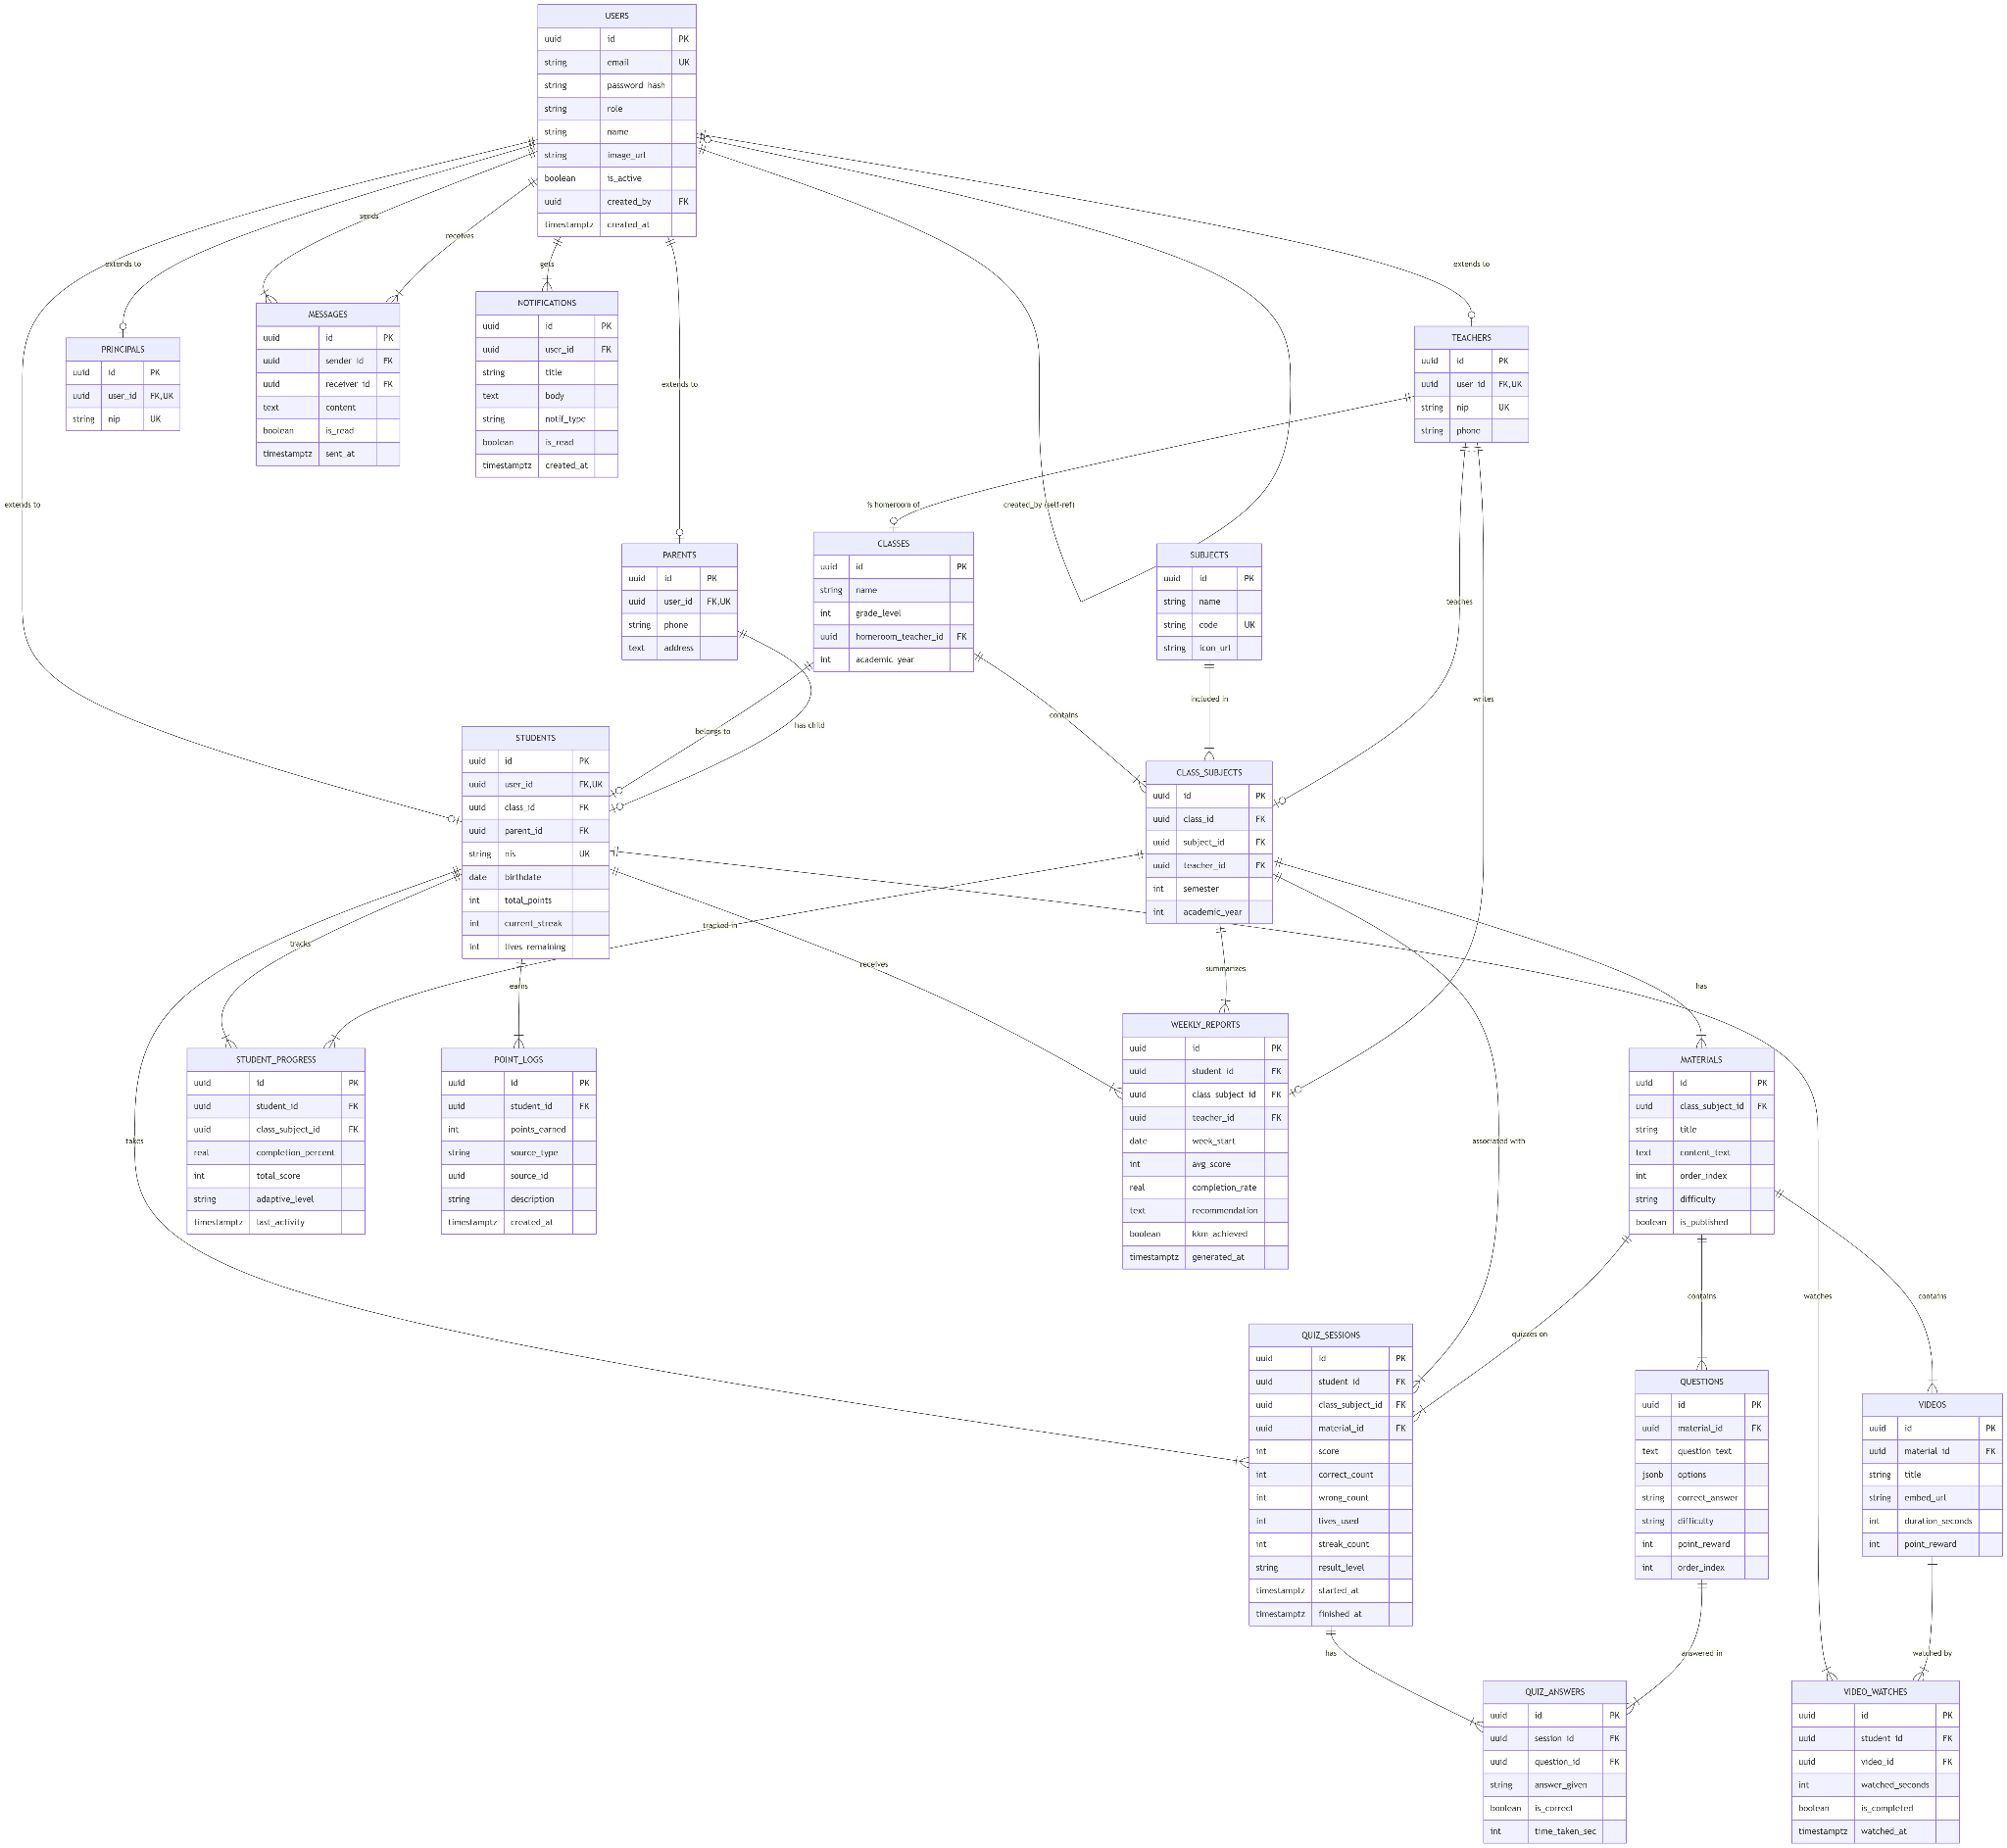 USERS
uuid id PK
string email UK
string password_hash
string role
string name
string image_url
boolean is_active
uuid created_by FK
timestamptz created_at
sends
receives
extends to
gets
extends to
MESSAGES
uuid id PK
uuid sender_id FK
uuid receiver_id FK
text content
boolean is_read
timestamptz sent_at
NOTIFICATIONS
uuid id PK
uuid user_id FK
string title
text body
string notif_type
boolean is_read
timestamptz created_at
TEACHERS
uuid id PK
uuid user_id FK,UK
string nip UK
string phone
PRINCIPALS
uuid id PK
uuid user_id FK,UK
string nip UK
extends to
extends to
is homeroom of
created_by (self-ref)
CLASSES
uuid id PK
string name
int grade_level
uuid homeroom_teacher_id FK
int academic_year
PARENTS
uuid id PK
uuid user_id FK,UK
string phone
text address
SUBJECTS
uuid id PK
string name
string code UK
string icon_url
teaches
included in
writes
contains
has child
belongs to
STUDENTS
uuid id PK
uuid user_id FK,UK
uuid class_id FK
uuid parent_id FK
string nis UK
date birthdate
int total_points
int current_streak
int lives_remaining
CLASS_SUBJECTS
uuid id PK
uuid class_id FK
uuid subject_id FK
uuid teacher_id FK
int semester
int academic_year
tracked in
tracks
receives
summarizes
earns
has
WEEKLY_REPORTS
uuid id PK
uuid student_id FK
uuid class_subject_id FK
uuid teacher_id FK
date week_start
int avg_score
real completion_rate
text recommendation
boolean kkm_achieved
timestamptz generated_at
STUDENT_PROGRESS
uuid id PK
uuid student_id FK
uuid class_subject_id FK
real completion_percent
int total_score
string adaptive_level
timestamptz last_activity
POINT_LOGS
uuid id PK
uuid student_id FK
int points_earned
string source_type
uuid source_id
string description
timestamptz created_at
MATERIALS
uuid id PK
uuid class_subject_id FK
string title
text content_text
int order_index
string difficulty
boolean is_published
takes
associated with
contains
watches
contains
quizzes on
QUIZ_SESSIONS
uuid id PK
uuid student_id FK
uuid class_subject_id FK
uuid material_id FK
int score
int correct_count
int wrong_count
int lives_used
int streak_count
string result_level
timestamptz started_at
timestamptz finished_at
QUESTIONS
uuid id PK
uuid material_id FK
text question_text
jsonb options
string correct_answer
string difficulty
int point_reward
int order_index
VIDEOS
uuid id PK
uuid material_id FK
string title
string embed_url
int duration_seconds
int point_reward
has
answered in
watched by
QUIZ_ANSWERS
uuid id PK
uuid session_id FK
uuid question_id FK
string answer_given
boolean is_correct
int time_taken_sec
VIDEO_WATCHES
uuid id PK
uuid student_id FK
uuid video_id FK
int watched_seconds
boolean is_completed
timestamptz watched_at